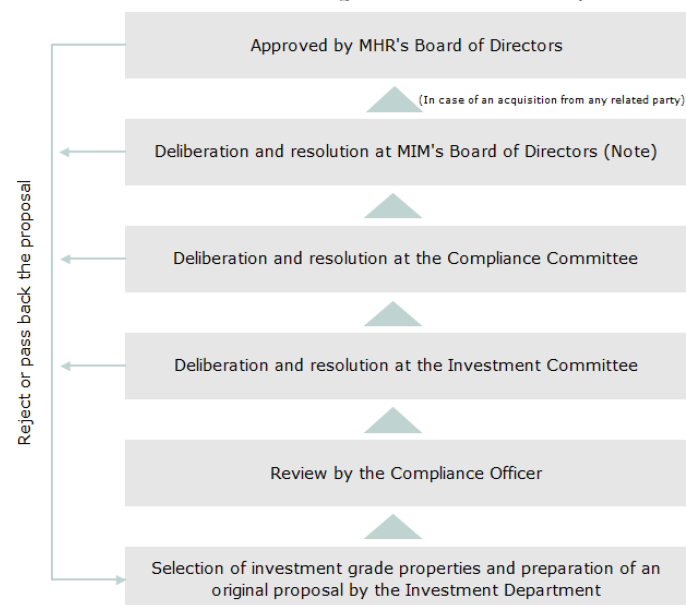 Approved by MHR's Board of Directors
(In case of an acquisition from any related party)
Deliberation and resolution at MIM's Board of Directors (Note)
Deliberation and resolution at the Compliance Committee
Deliberation and resolution at the Investment Committee
Review by the Compliance Officer
Selection of investment grade properties and preparation of an
original proposal by the Investment Department
Reject or pass back the proposal